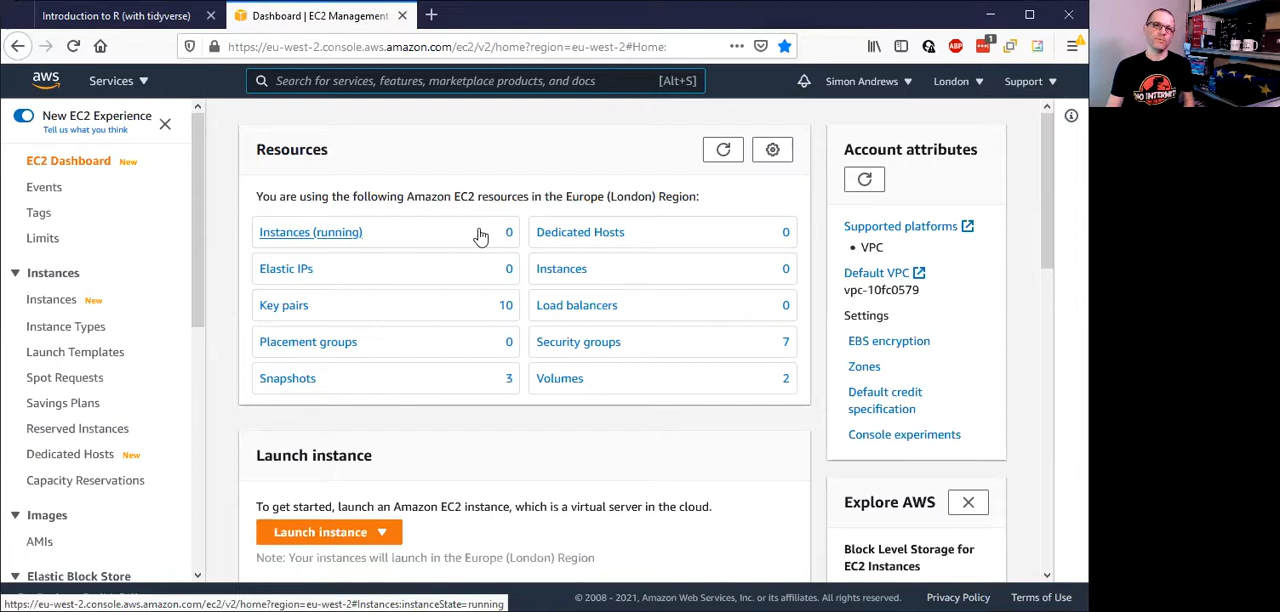 Introduction to R (with tidyverse)
Dashboard | EC2 Management
https://eu-west-2.console.aws.amazon.com/ec2/v2/home?region=eu-west-2#Home:
ABP
1
aws
Services
Search for services, features, marketplace products, and docs
[Alt+S]
Simon Andrews
London
Support
NO INTERNET
New EC2 Experience
Tell us what you think
EC2 Dashboard New
Events
Tags
Limits
Instances
Instances New
Instance Types
Launch Templates
Spot Requests
Savings Plans
Reserved Instances
Dedicated Hosts New
Capacity Reservations
Images
AMIs
Elastic Block Store
Resources
You are using the following Amazon EC2 resources in the Europe (London) Region:
Instances (running) 0
Dedicated Hosts 0
Elastic IPs 0
Instances 0
Key pairs 10
Load balancers 0
Placement groups 0
Security groups 7
Snapshots 3
Volumes 2
Launch instance
To get started, launch an Amazon EC2 instance, which is a virtual server in the cloud.
Launch instance
Note: Your instances will launch in the Europe (London) Region
Account attributes
Supported platforms
• VPC
Default VPC
vpc-10fc0579
Settings
EBS encryption
Zones
Default credit
specification
Console experiments
Explore AWS
Block Level Storage for
EC2 Instances
https://eu-west-2.console.aws.amazon.com/ec2/v2/home?region=eu-west-2#Instances:instanceState=running
© 2008 - 2021, Amazon Web Services, Inc. or its affiliates. All rights reserved.
Privacy Policy
Terms of Use